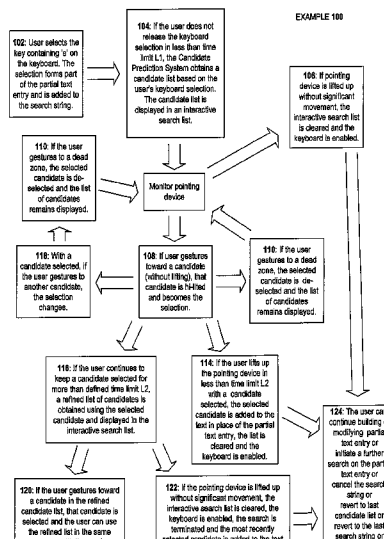 EXAMPLE 100
102: User selects the
key containing 's' on
the keyboard. The
selection forms part
of the partial text
entry and is added to
the search string.
104: If the user does not
release the keyboard
selection in less than time
limit L1, the Candidate
Prediction System obtains a
candidate list based on the
user's keyboard selection.
The candidate list is
displayed in an interactive
search list.
106: If pointing
device is lifted up
without significant
movement, the
interactive search list
is cleared and the
keyboard is enabled.
110: If the user
gestures to a dead
zone, the selected
candidate is de-
selected and the list
of candidates
remains displayed.
Monitor pointing
device
118: With a
candidate selected, if
the user gestures to
another candidate,
the selection
changes.
108: If user gestures
toward a candidate
(without lifting), that
candidate is hi-lited
and becomes the
selection.
110: If the user
gestures to a dead
zone, the selected
candidate is de-
selected and the list
of candidates
remains displayed.
116: If the user continues to
keep a candidate selected for
more than defined time limit L2,
a refined list of candidates is
obtained using the selected
candidate and displayed in the
interactive search list.
114: If the user lifts up
the pointing device in
less than time limit L2
with a candidate
selected, the selected
candidate is added to the
text in place of the partial
text entry, the list is
cleared and the
keyboard is enabled.
124: The user can
continue building or
modifying partial
text entry or
initiate a further
search on the partial
text entry or
cancel the search
string or
revert to last
candidate list or
revert to the last
search string or
120: If the user gestures toward
a candidate in the refined
candidate list, that candidate is
selected and the user can use
the refined list in the same
122: If the pointing device is lifted up
without significant movement, the
interactive search list is cleared, the
keyboard is enabled, the search is
terminated and the most recently
selected candidate is added to the text